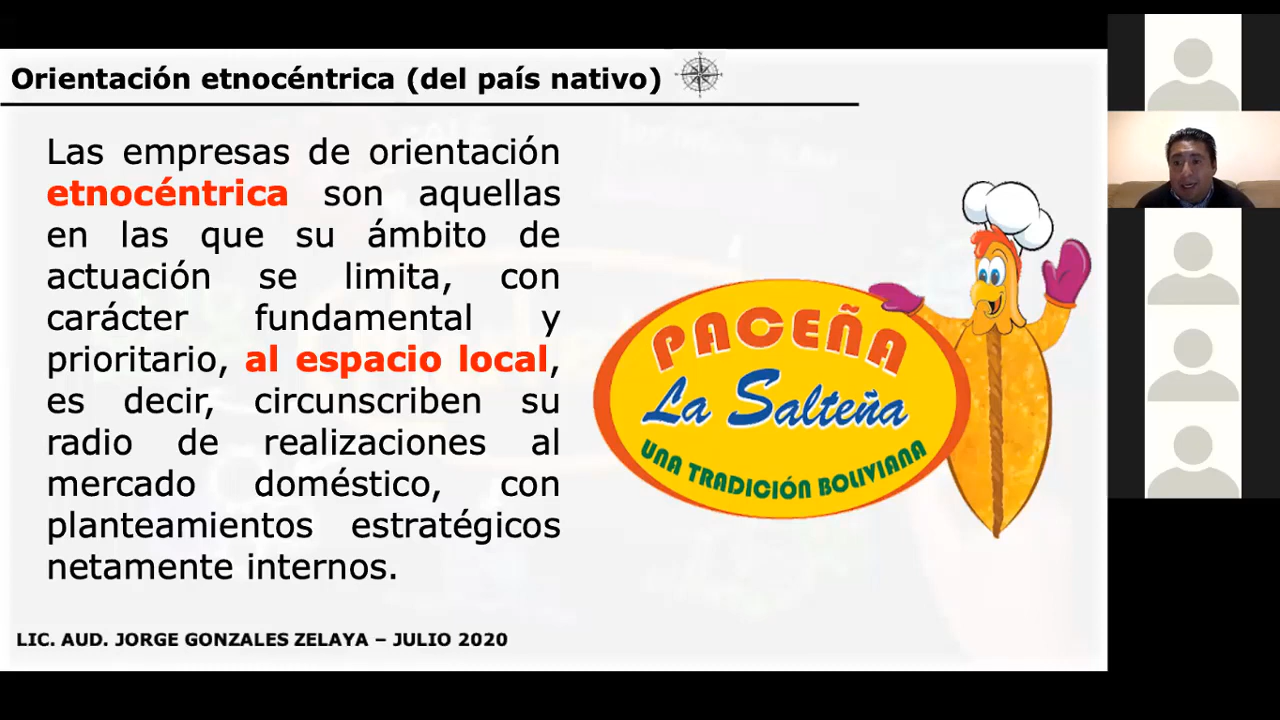 Orientación etnocéntrica (del país nativo)
Las empresas de orientación
etnocéntrica son aquellas
en las que su ámbito de
actuación se limita, con
carácter fundamental y
prioritario, al espacio local,
es decir, circunscriben su
radio de realizaciones al
mercado doméstico, con
planteamientos estratégicos
netamente internos.
PACEÑA
La Salteña
UNA TRADICIÓN BOLIVIANA
LIC. AUD. JORGE GONZALES ZELAYA – JULIO 2020